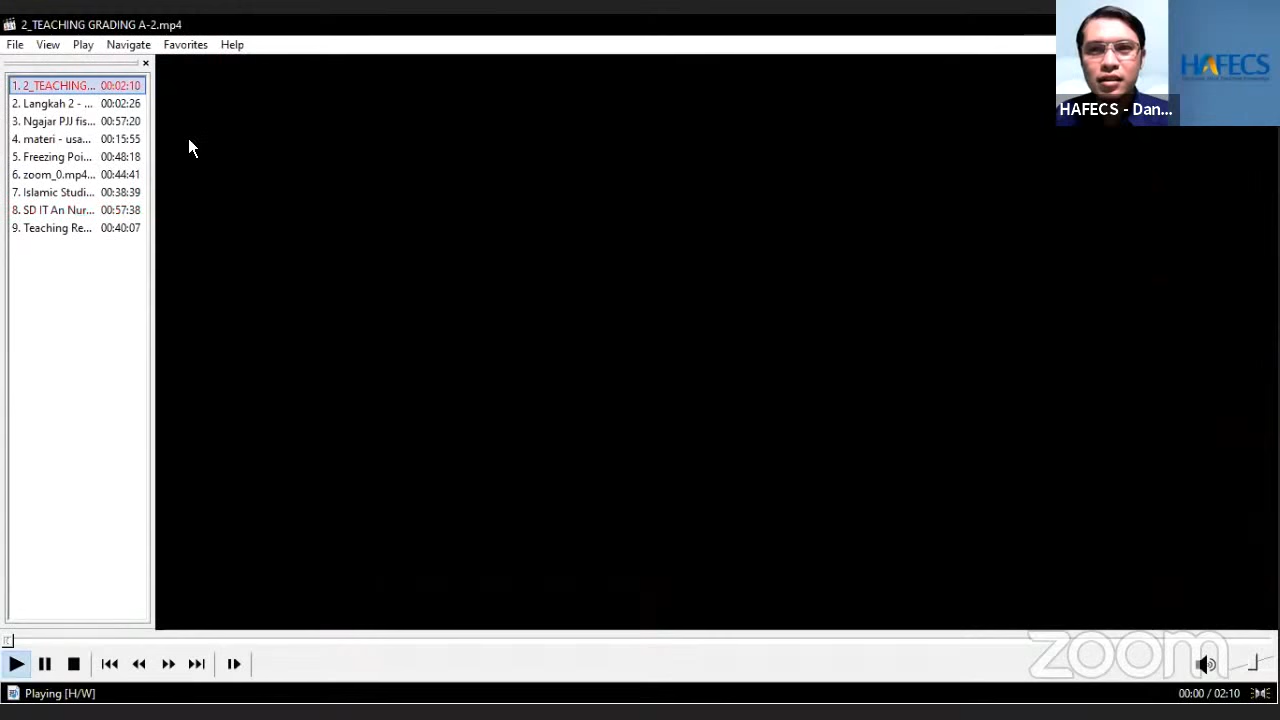 2_TEACHING GRADING A-2.mp4
File View Play Navigate Favorites Help
1. 2_TEACHING... 00:02:10
2. Langkah 2 - ... 00:02:26
3. Ngajar PJJ fis... 00:57:20
4. materi - usa... 00:15:55
5. Freezing Poi... 00:48:18
6. zoom_0.mp4... 00:44:41
7. Islamic Studi... 00:38:39
8. SD IT An Nur... 00:57:38
9. Teaching Re... 00:40:07
HAFECS
HAFECS - Dan...
zoom
Playing [H/W]
00:00 / 02:10